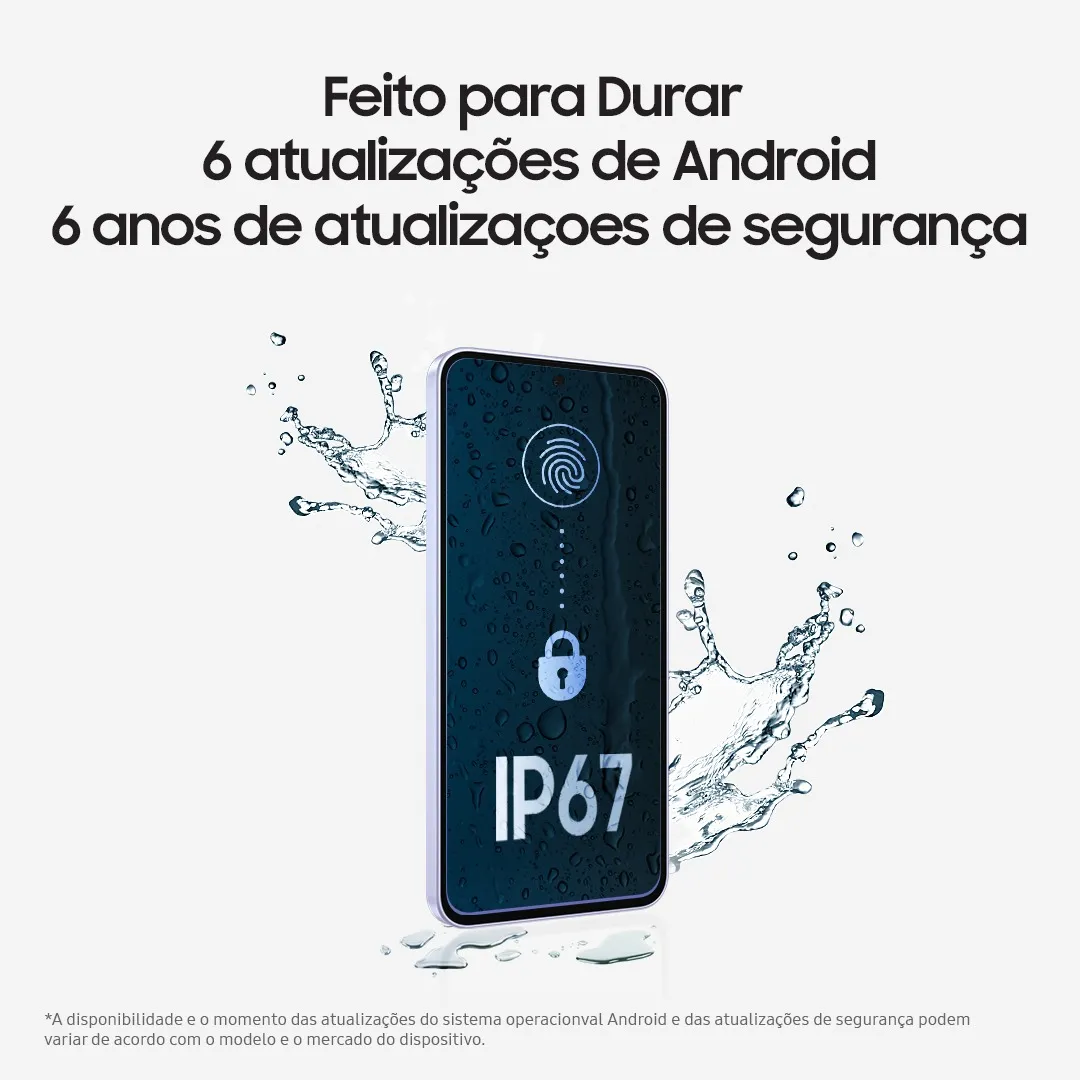 Feito para Durar
6 atualizações de Android
6 anos de atualizaçoes de segurança
IP67
*A disponibilidade e o momento das atualizações do sistema operacionval Android e das atualizações de segurança podem
variar de acordo com o modelo e o mercado do dispositivo.